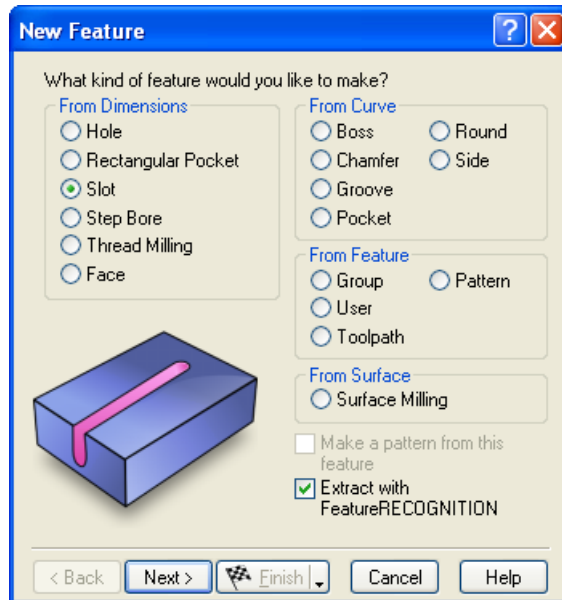 New Feature
What kind of feature would you like to make?
From Dimensions
Hole
Rectangular Pocket
Slot
Step Bore
Thread Milling
Face
From Curve
Boss
Round
Chamfer
Side
Groove
Pocket
From Feature
Group
Pattern
User
Toolpath
From Surface
Surface Milling
Make a pattern from this
feature
Extract with
FeatureRECOGNITION
< Back
Next >
Finish
Cancel
Help